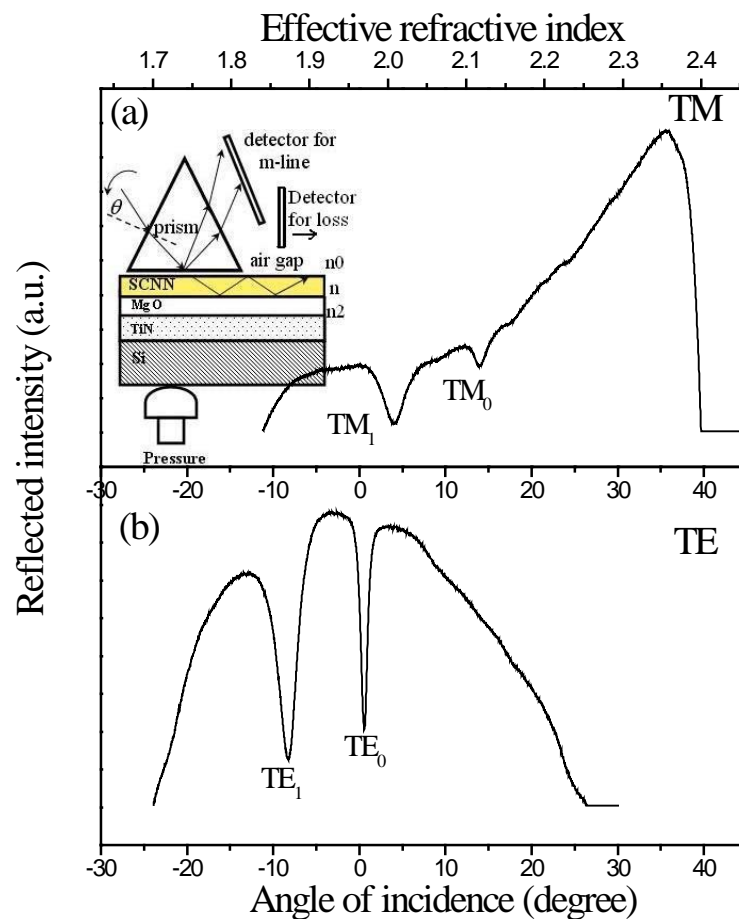 Effective refractive index
1.7 1.8 1.9 2.0 2.1 2.2 2.3 2.4
(a)
TM
detector for
m-line
Detector
for loss
θ
prism
air gap
n0
SCNN
n
MgO
n2
TiN
Si
TM₁
TM₀
Pressure
-30 -20 -10 0 10 20 30 40
Reflected intensity (a.u.)
(b)
TE
TE₁
TE₀
-30 -20 -10 0 10 20 30 40
Angle of incidence (degree)